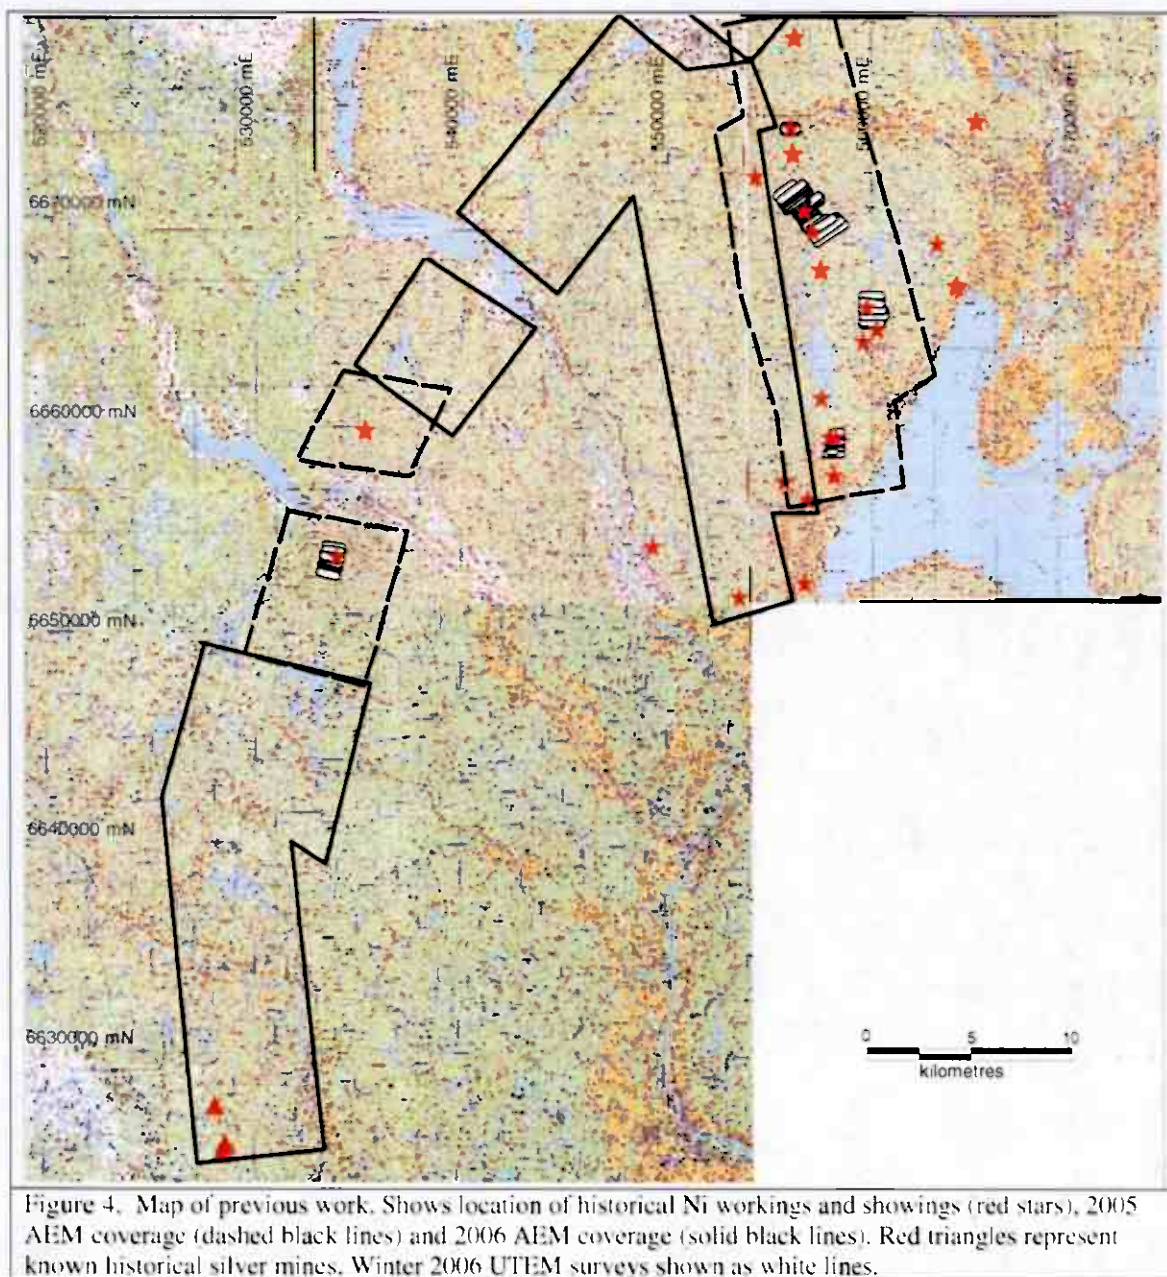 530000 mE
540000 mE
550000 mE
570000 mE
6670000 mN
6660000 mN
6650000 mN
6640000 mN
6630000 mN
0 5 10
kilometres
Figure 4. Map of previous work. Shows location of historical Ni workings and showings (red stars), 2005
AEM coverage (dashed black lines) and 2006 AEM coverage (solid black lines). Red triangles represent
known historical silver mines. Winter 2006 UTEM surveys shown as white lines.